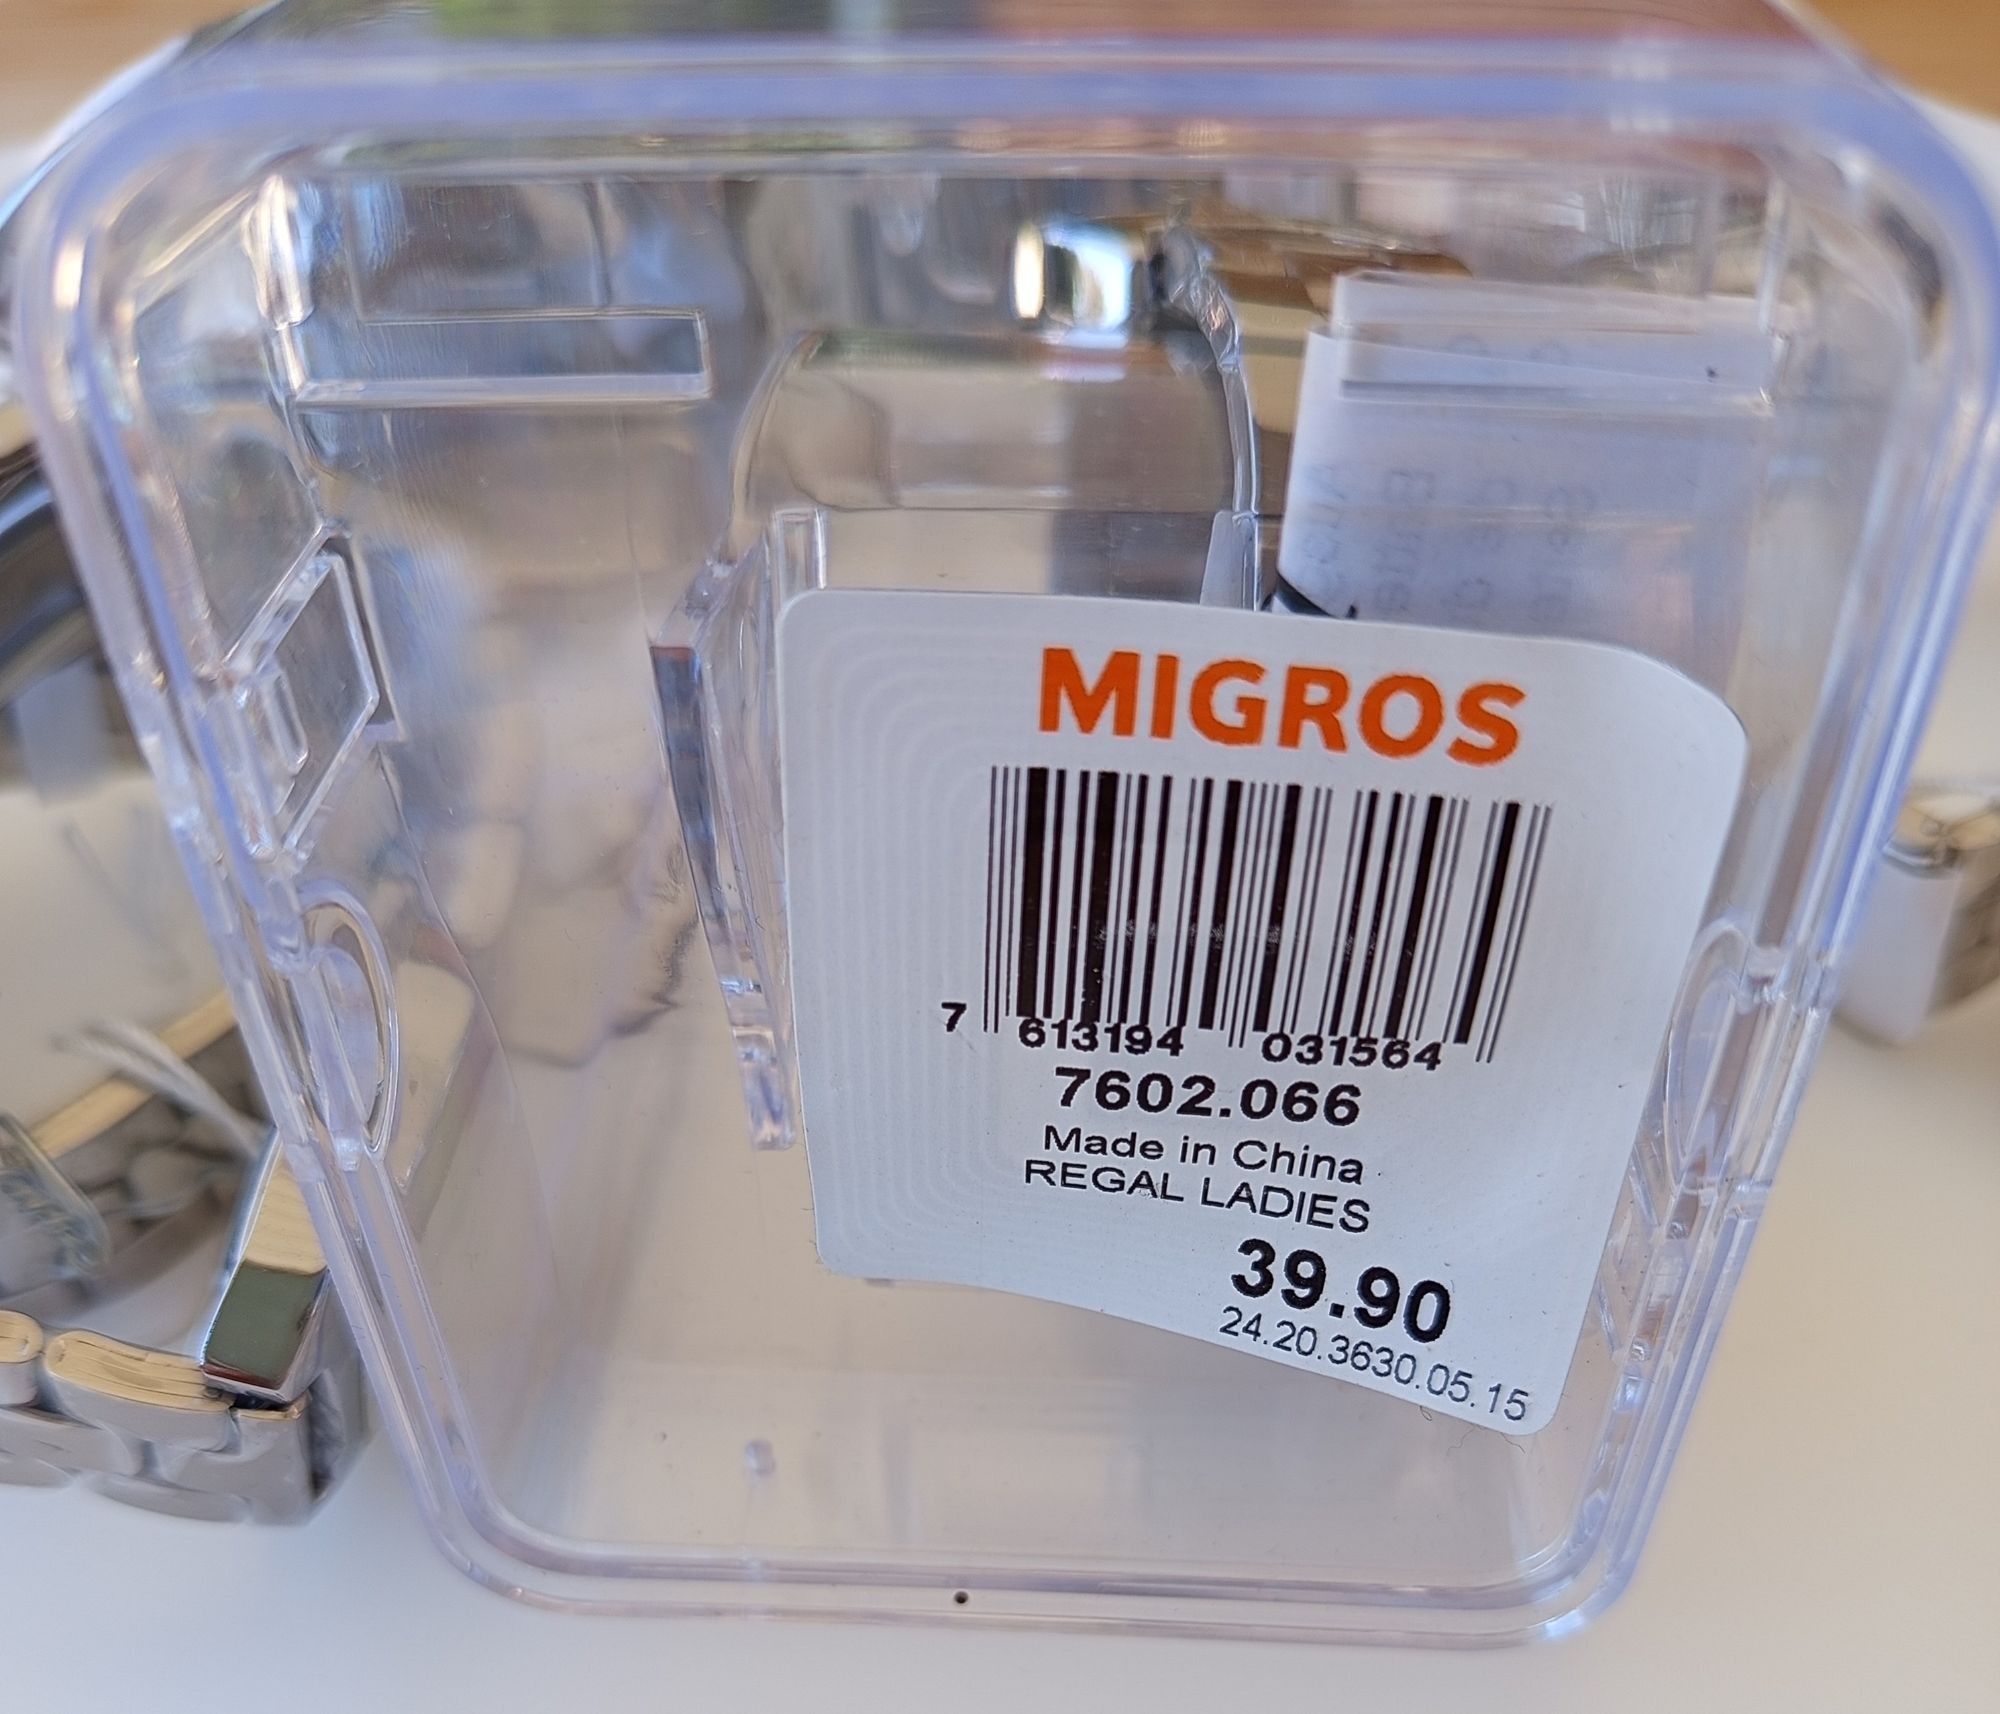 MIGROS
7 613194 031564
7602.066
Made in China
REGAL LADIES
39.90
24.20.3630.05.15